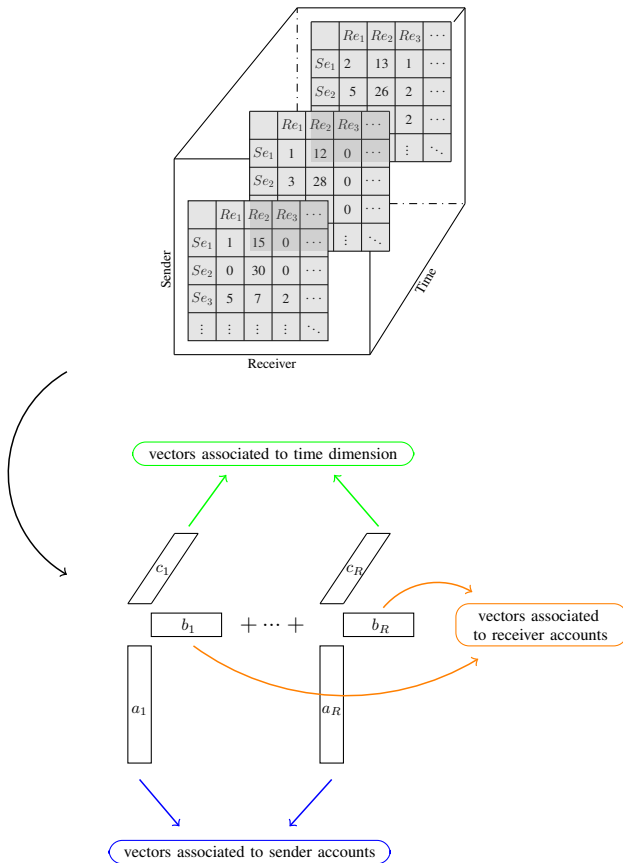 Re₁ Re₂ Re₃ ⋯
Se₁ 2 13 1 ⋯
Se₂ 5 26 2 ⋯
2 ⋯
⋮ ⋱
Re₁ Re₂ Re₃ ⋯
Se₁ 1 12 0 ⋯
Se₂ 3 28 0 ⋯
0 ⋯
⋮ ⋱
Re₁ Re₂ Re₃ ⋯
Se₁ 1 15 0 ⋯
Se₂ 0 30 0 ⋯
Se₃ 5 7 2 ⋯
⋮ ⋮ ⋮ ⋱
Sender
Time
Receiver
vectors associated to time dimension
c₁ c_R
b₁ + ⋯ + b_R
vectors associated
to receiver accounts
a₁ a_R
vectors associated to sender accounts